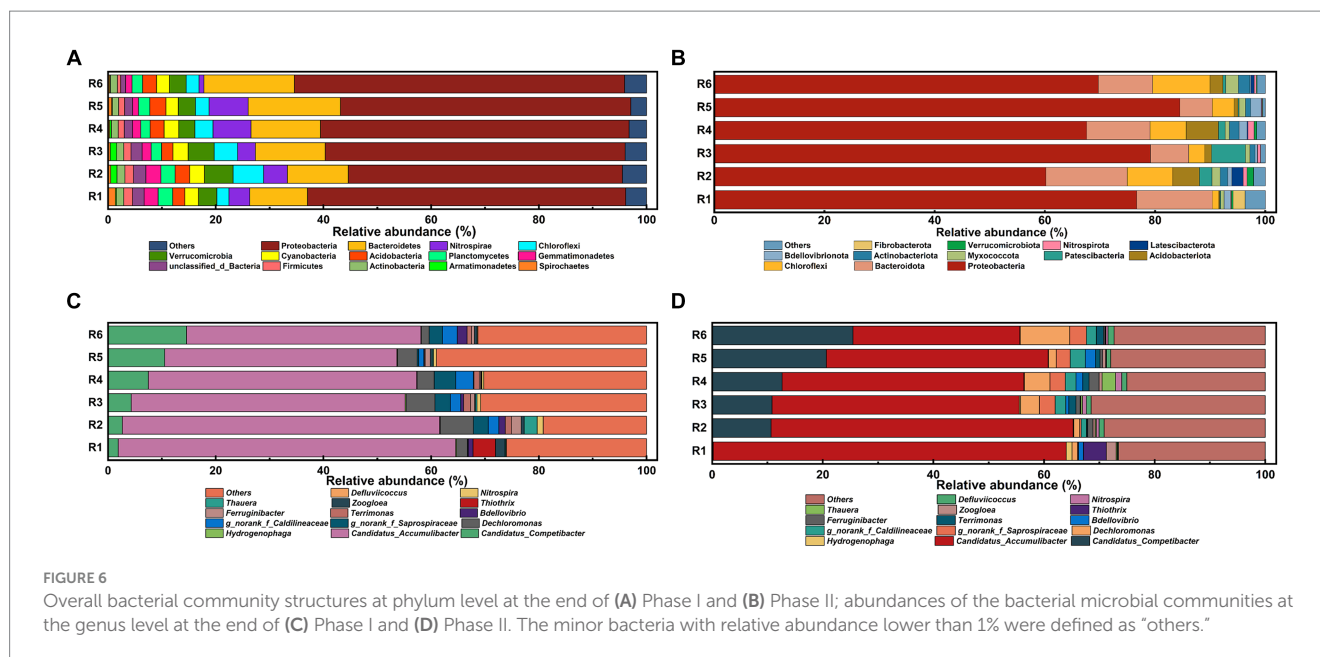 A
R6
R5
R4
R3
R2
R1
0 20 40 60 80 100
Relative abundance (%)
Others Proteobacteria Bacteroidetes Nitrospirae Chloroflexi
Verrucomicrobia Cyanobacteria Acidobacteria Planctomycetes Gemmatimonadetes
unclassified_d_Bacteria Firmicutes Actinobacteria Armatimonadetes Spirochaetes
B
R6
R5
R4
R3
R2
R1
0 20 40 60 80 100
Relative abundance (%)
Others Fibrobacterota Verrucomicrobiota Nitrospirota Latescibacterota
Bdellovibrionota Actinobacteriota Myxococcota Patescibacteria Acidobacteriota
Chloroflexi Bacteroidota Proteobacteria
C
R6
R5
R4
R3
R2
R1
0 20 40 60 80 100
Relative abundance (%)
Others Defluviicoccus Nitrospira
Thauera Zoogloea Thiothrix
Ferruginibacter Terrimonas Bdellovibrio
g_norank_f_Caldilineaceae g_norank_f_Saprospiraceae Dechloromonas
Hydrogenophaga Candidatus_Accumulibacter Candidatus_Competibacter
D
R6
R5
R4
R3
R2
R1
0 20 40 60 80 100
Relative abundance (%)
Others Defluviicoccus Nitrospira
Thauera Zoogloea Thiothrix
Ferruginibacter Terrimonas Bdellovibrio
g_norank_f_Caldilineaceae g_norank_f_Saprospiraceae Dechloromonas
Hydrogenophaga Candidatus_Accumulibacter Candidatus_Competibacter
FIGURE 6
Overall bacterial community structures at phylum level at the end of (A) Phase I and (B) Phase II; abundances of the bacterial microbial communities at
the genus level at the end of (C) Phase I and (D) Phase II. The minor bacteria with relative abundance lower than 1% were defined as “others.”